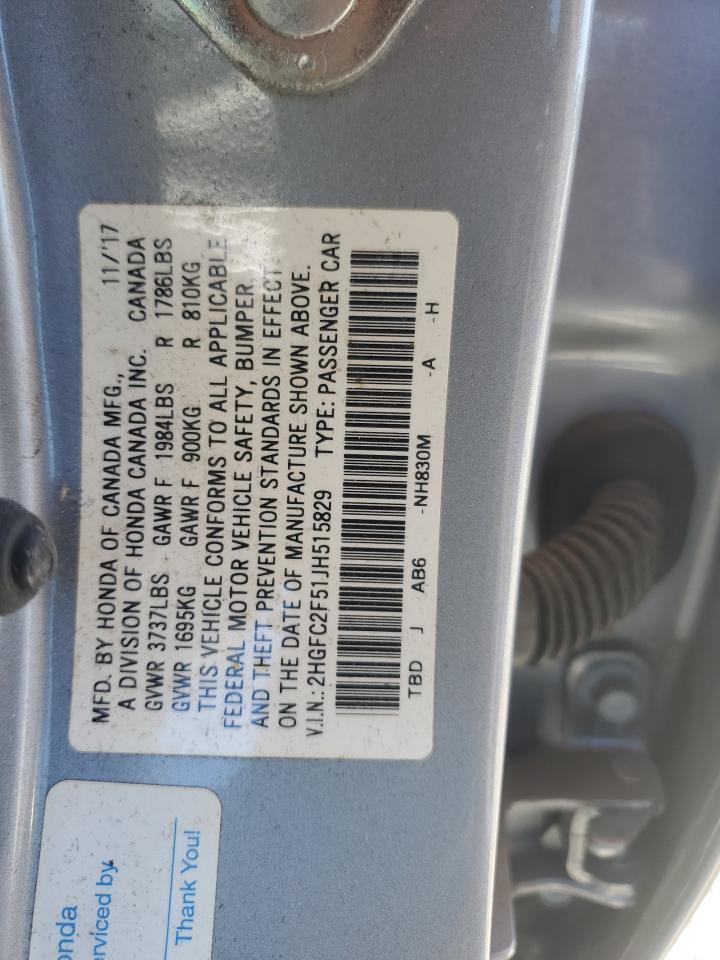 MFD. BY HONDA OF CANADA MFG., 11/'17
A DIVISION OF HONDA CANADA INC. CANADA
GVWR 3737LBS GAWR F 1984LBS R 1786LBS
GVWR 1695KG GAWR F 900KG R 810KG
THIS VEHICLE CONFORMS TO ALL APPLICABLE
FEDERAL MOTOR VEHICLE SAFETY, BUMPER,
AND THEFT PREVENTION STANDARDS IN EFFECT
ON THE DATE OF MANUFACTURE SHOWN ABOVE.
V.I.N.: 2HGFC2F51JH515829 TYPE: PASSENGER CAR
TBD J AB6 -NH830M -A -H
onda
erviced by
Thank You!